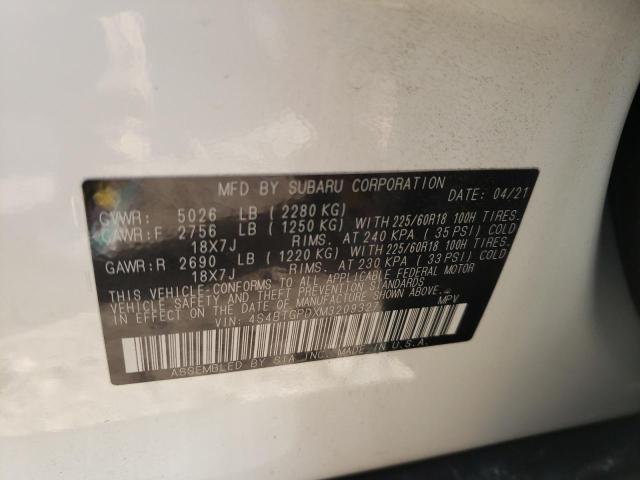 MFD BY SUBARU CORPORATION DATE: 04/21
GVWR: 5026 LB ( 2280 KG)
GAWR:F 2756 LB ( 1250 KG) WITH 225/60R18 100H TIRES.
18X7J RIMS. AT 240 KPA ( 35 PSI) COLD
GAWR:R 2690 LB ( 1220 KG) WITH 225/60R18 100H TIRES.
18X7J RIMS. AT 230 KPA ( 33 PSI) COLD
THIS VEHICLE CONFORMS TO ALL APPLICABLE FEDERAL MOTOR
VEHICLE SAFETY, BUMPER, AND THEFT PREVENTION STANDARDS
IN EFFECT ON THE DATE OF MANUFACTURE SHOWN ABOVE.
VIN: MPV
ASSEMBLED BY SIA, INC. MADE IN U.S.A.